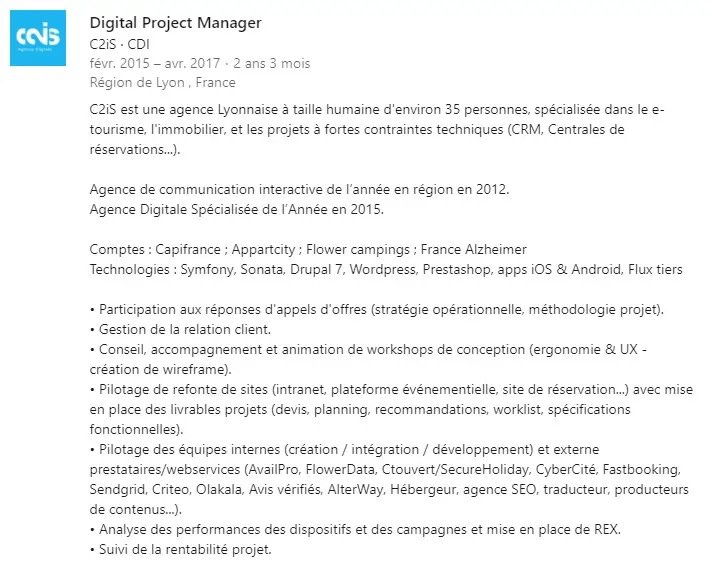 c2iS
Agence Digitale
Digital Project Manager
C2iS · CDI
févr. 2015 – avr. 2017 · 2 ans 3 mois
Région de Lyon , France
C2iS est une agence Lyonnaise à taille humaine d'environ 35 personnes, spécialisée dans le e-
tourisme, l'immobilier, et les projets à fortes contraintes techniques (CRM, Centrales de
réservations...).
Agence de communication interactive de l’année en région en 2012.
Agence Digitale Spécialisée de l’Année en 2015.
Comptes : Capifrance ; Appartcity ; Flower campings ; France Alzheimer
Technologies : Symfony, Sonata, Drupal 7, Wordpress, Prestashop, apps iOS & Android, Flux tiers
• Participation aux réponses d'appels d'offres (stratégie opérationnelle, méthodologie projet).
• Gestion de la relation client.
• Conseil, accompagnement et animation de workshops de conception (ergonomie & UX -
création de wireframe).
• Pilotage de refonte de sites (intranet, plateforme événementielle, site de réservation...) avec mise
en place des livrables projets (devis, planning, recommandations, worklist, spécifications
fonctionnelles).
• Pilotage des équipes internes (création / intégration / développement) et externe
prestataires/webservices (AvailPro, FlowerData, Ctouvert/SecureHoliday, CyberCité, Fastbooking,
Sendgrid, Criteo, Olakala, Avis vérifiés, AlterWay, Hébergeur, agence SEO, traducteur, producteurs
de contenus...).
• Analyse des performances des dispositifs et des campagnes et mise en place de REX.
• Suivi de la rentabilité projet.